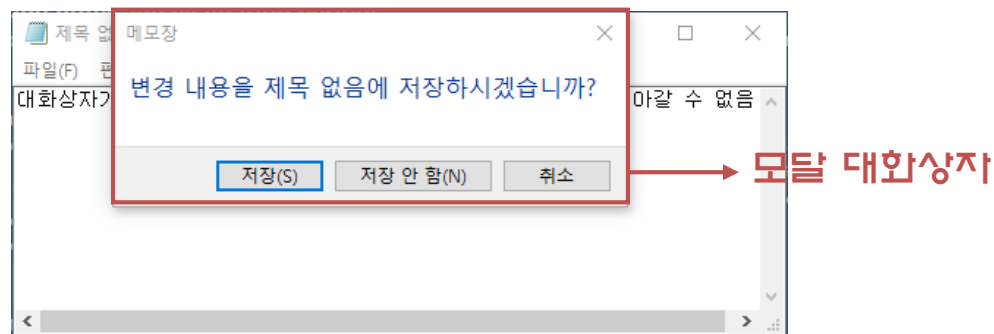 제목 없
메모장
파일(F) 편
변경 내용을 제목 없음에 저장하시겠습니까?
대화상자가
아갈 수 없음
저장(S) 저장 안 함(N) 취소
모달 대화상자